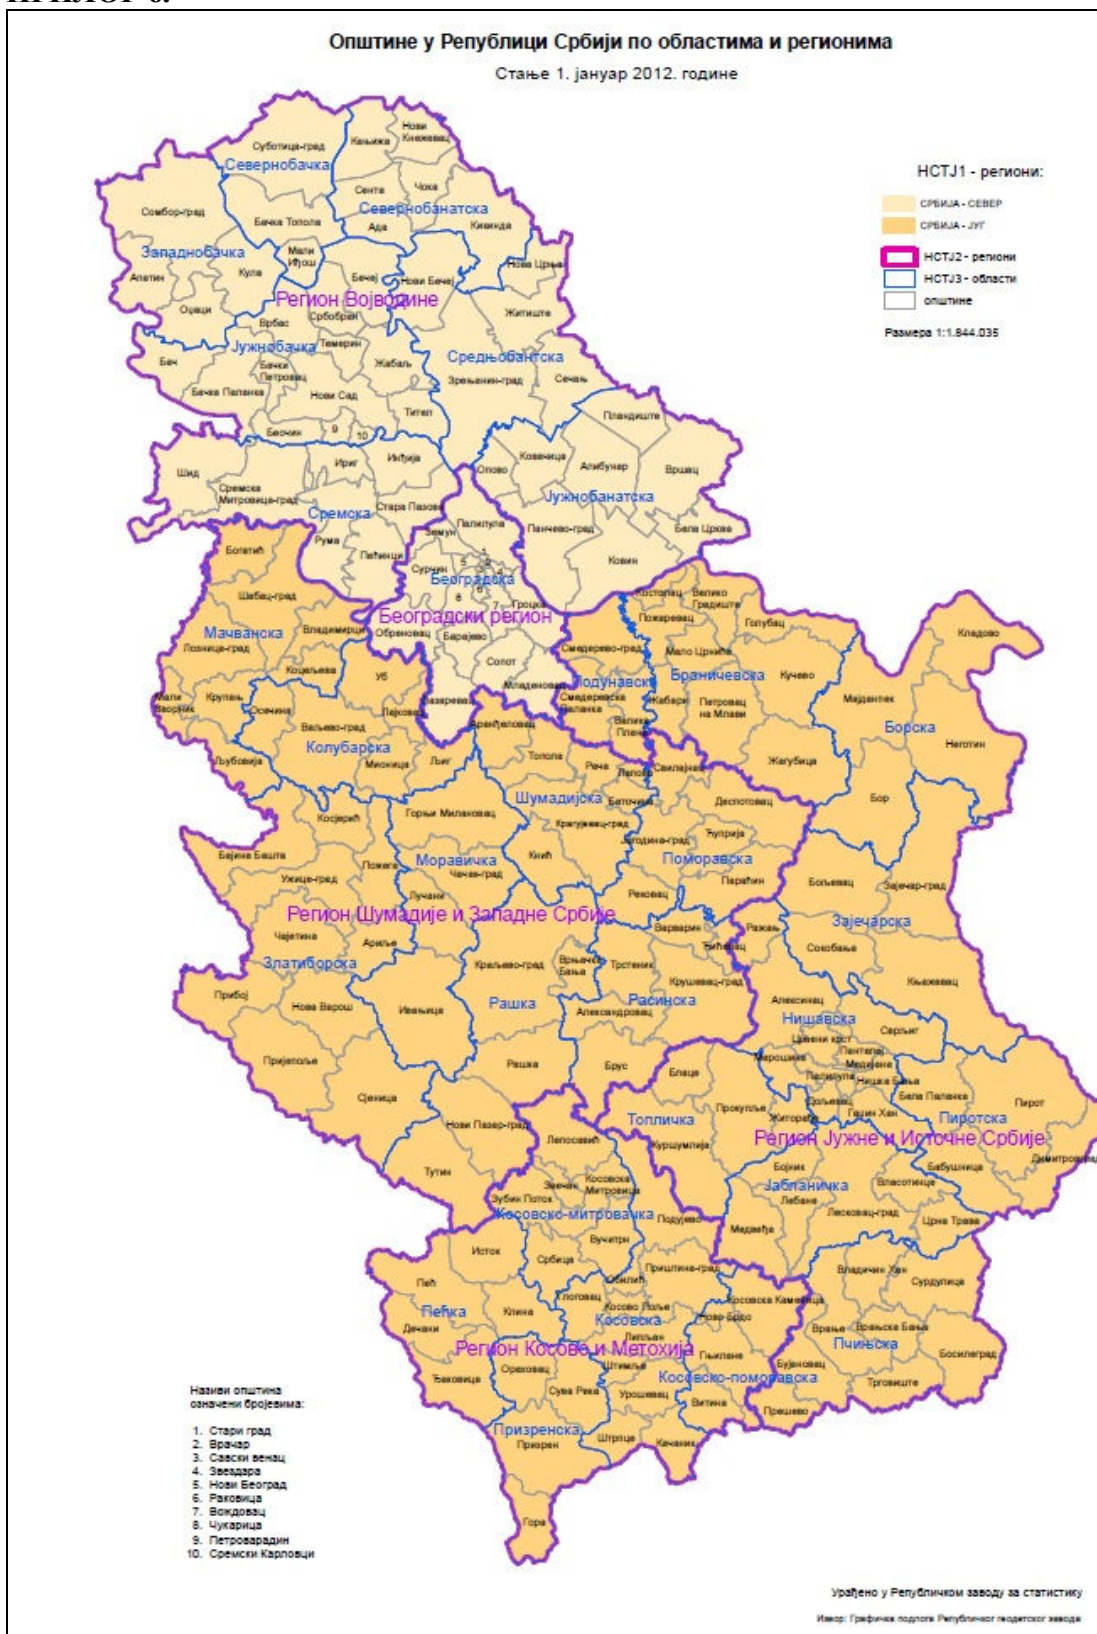 ПРИЛОГ 6.
Општине у Републици Србији по областима и регионима
Стање 1. јануар 2012. године
НСТЈ1 - региони:
СРБИЈА - СЕВЕР
СРБИЈА - ЈУГ
НСТЈ2 - региони
НСТЈ3 - области
општине
Размера 1:1.844.035
Нови
Кнежевац
Кањижа
Суботица-град
Севернобачка
Сента
Чока
Севернобанатска
Сомбор-град
Бачка Топола
Ада
Кикинда
Западнобачка
Мали
Иђош
Нова Црња
Апатин
Кула
Бечеј
Нови Бечеј
Регион Војводине
Оџаци
Србобран
Житиште
Врбас
Јужнобачка
Темерин
Средњобантска
Бач
Бачки
Петровац
Жабаљ
Зрењанин-град
Сечањ
Бачка Паланка
Нови Сад
Тител
Пландиште
Беочин
9
10
Ириг
Инђија
Опово
Ковачица
Алибунар
Вршац
Шид
Сремска
Митровица-град
Јужнобанатска
Сремска
Стара Пазова
Панчево-град
Бела Црква
Рума
Земун
Палилула
Пећинци
Сурчин
Ковин
Београдска
Богатић
Шабац-град
Гроцка
Београдски регион
Костолац
Велико
Градиште
Пожаревац
Голубац
Кладово
Мачванска
Владимирци
Обреновац
Барајево
Лозница-град
Смедерево-град
Мало Црниће
Коцељева
Уб
Сопот
Подунавска
Браничевска
Кучево
Младеновац
Мали
Зворник
Крупањ
Осечина
Лазаревац
Смедеревска
Паланка
Жабари
Петровац
на Млави
Мајданпек
Лајковац
Борска
Ваљево-град
Аранђеловац
Велика
Плана
Неготин
Колубарска
Топола
Жагубица
Љубовија
Мионица
Љиг
Рача
Лапово
Свилајнац
Шумадијска
Баточина
Деспотовац
Бор
Косјерић
Горњи Милановац
Крагујевац-град
Јагодина-град
Ћуприја
Бајина Башта
Пожега
Моравичка
Кнић
Поморавска
Чачак-град
Параћин
Бољевац
Зајечар-град
Ужице-град
Лучани
Рековац
Регион Шумадије и Западне Србије
Зајечарска
Чајетина
Ариље
Варварин
Ражањ
Ћићевац
Сокобања
Златиборска
Краљево-град
Врњачка
Бања
Трстеник
Крушевац-град
Књажевац
Прибој
Нова Варош
Ивањица
Рашка
Александровац
Расинска
Алексинац
Нишавска
Сврљиг
Црвени крст
Пријепоље
Рашка
Брус
Блаце
Мерошина
Пантелеј
Медијана
Палилула
Нишка Бања
Бела Паланка
Пирот
Сјеница
Прокупље
Дољевац
Гаџин Хан
Пиротска
Нови Пазар-град
Топличка
Житорађа
Лепосавић
Куршумлија
Регион Јужне и Источне Србије
Димитровград
Тутин
Бојник
Бабушница
Звечан
Косовска
Митровица
Јабланичка
Власотинце
Зубин Поток
Лебане
Косовско-митровачка
Подујево
Медвеђа
Лесковац-град
Црна Трава
Исток
Вучитрн
Србица
Приштина-град
Владичин Хан
Сурдулица
Пећ
Обилић
Глоговац
Косовска Каменица
Пећка
Клина
Косово Поље
Ново Брдо
Косовска
Врање
Врањска Бања
Дечани
Липљан
Пчињска
Регион Косово и Метохија
Босилеград
Штимље
Гњилане
Бујановац
Ђаковица
Ораховац
Сува Река
Косовско-поморавска
Трговиште
Урошевац
Витина
Прешево
Призренска
Призрен
Штрпце
Качаник
Гора
Називи општина
означени бројевима:
1. Стари град
2. Врачар
3. Савски венац
4. Звездара
5. Нови Београд
6. Раковица
7. Вождовац
8. Чукарица
9. Петроварадин
10. Сремски Карловци
Урађено у Републичком заводу за статистику
Извор: Графичка подлога Републичког геодетског завода